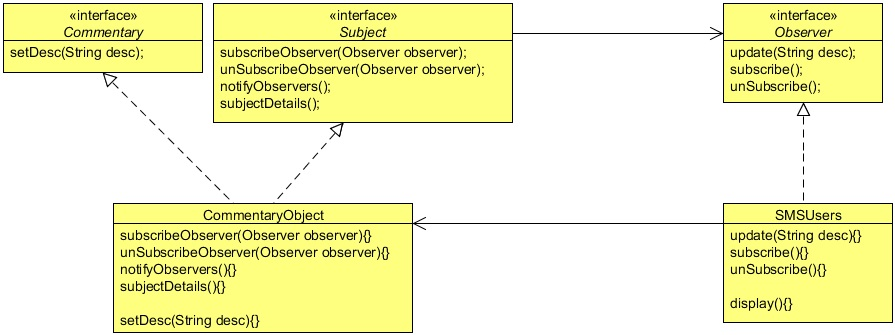 «interface»
Commentary
setDesc(String desc);
«interface»
Subject
subscribeObserver(Observer observer);
unSubscribeObserver(Observer observer);
notifyObservers();
subjectDetails();
«interface»
Observer
update(String desc);
subscribe();
unSubscribe();
CommentaryObject
subscribeObserver(Observer observer){}
unSubscribeObserver(Observer observer){}
notifyObservers(){}
subjectDetails(){}
setDesc(String desc){}
SMSUsers
update(String desc){}
subscribe(){}
unSubscribe(){}
display(){}